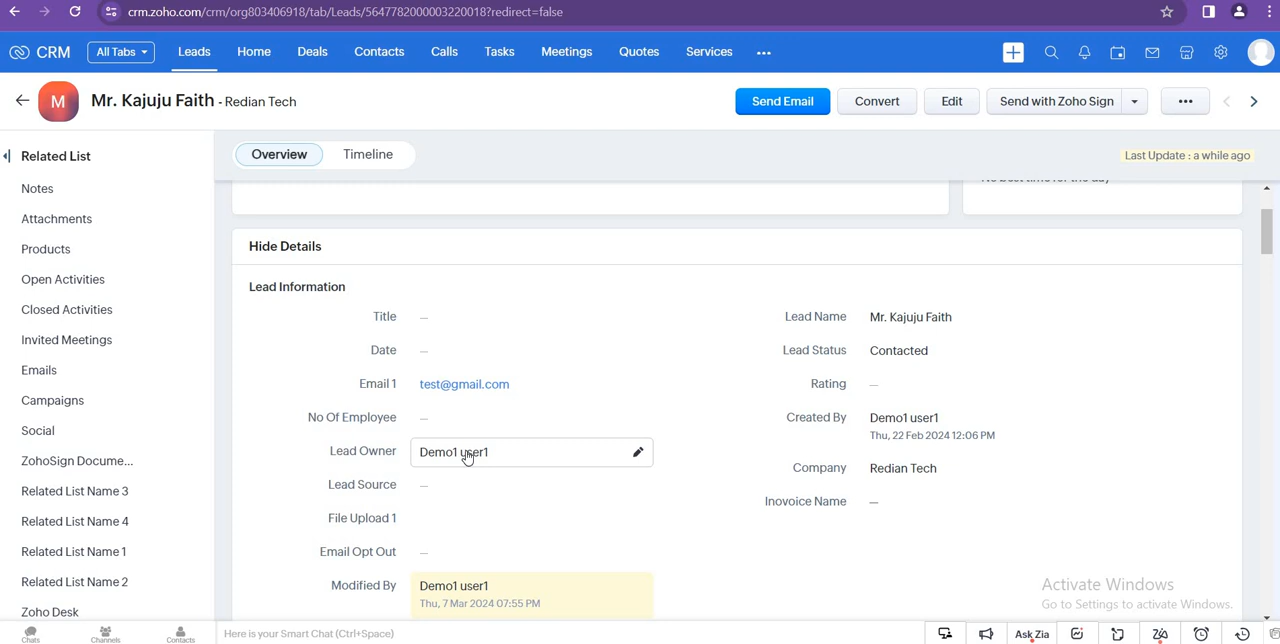 crm.zoho.com/crm/org803406918/tab/Leads/5647782000003220018?redirect=false
CRM All Tabs Leads Home Deals Contacts Calls Tasks Meetings Quotes Services
M Mr. Kajuju Faith - Redian Tech Send Email Convert Edit Send with Zoho Sign
Related List
Notes
Attachments
Products
Open Activities
Closed Activities
Invited Meetings
Emails
Campaigns
Social
ZohoSign Docume...
Related List Name 3
Related List Name 4
Related List Name 1
Related List Name 2
Zoho Desk
Overview Timeline Last Update : a while ago
No best time for the day
Hide Details
Lead Information
Title —
Date —
Email 1 test@gmail.com
No Of Employee —
Lead Owner Demo1 user1
Lead Source —
File Upload 1
Email Opt Out —
Modified By Demo1 user1
Thu, 7 Mar 2024 07:55 PM
Lead Name Mr. Kajuju Faith
Lead Status Contacted
Rating —
Created By Demo1 user1
Thu, 22 Feb 2024 12:06 PM
Company Redian Tech
Inovoice Name —
Activate Windows
Go to Settings to activate Windows.
Chats Channels Contacts Here is your Smart Chat (Ctrl+Space) Ask Zia